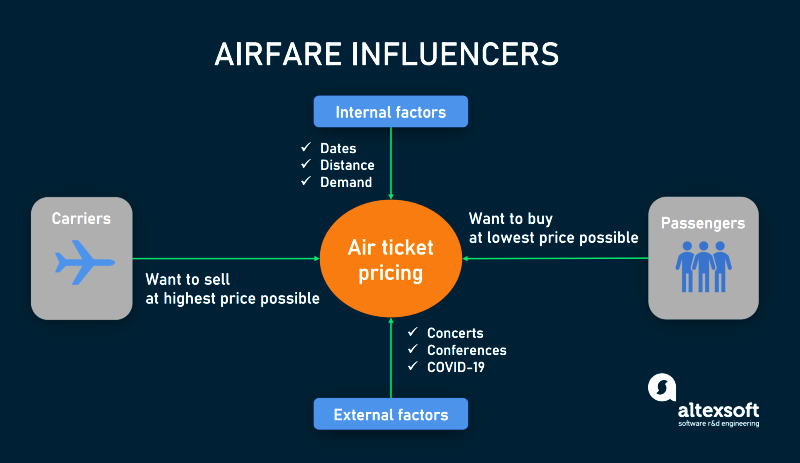 AIRFARE INFLUENCERS
Internal factors
✓ Dates
✓ Distance
✓ Demand
Carriers
Want to sell
at highest price possible
Air ticket
pricing
Want to buy
at lowest price possible
Passengers
✓ Concerts
✓ Conferences
✓ COVID-19
External factors
altexsoft
software r&d engineering